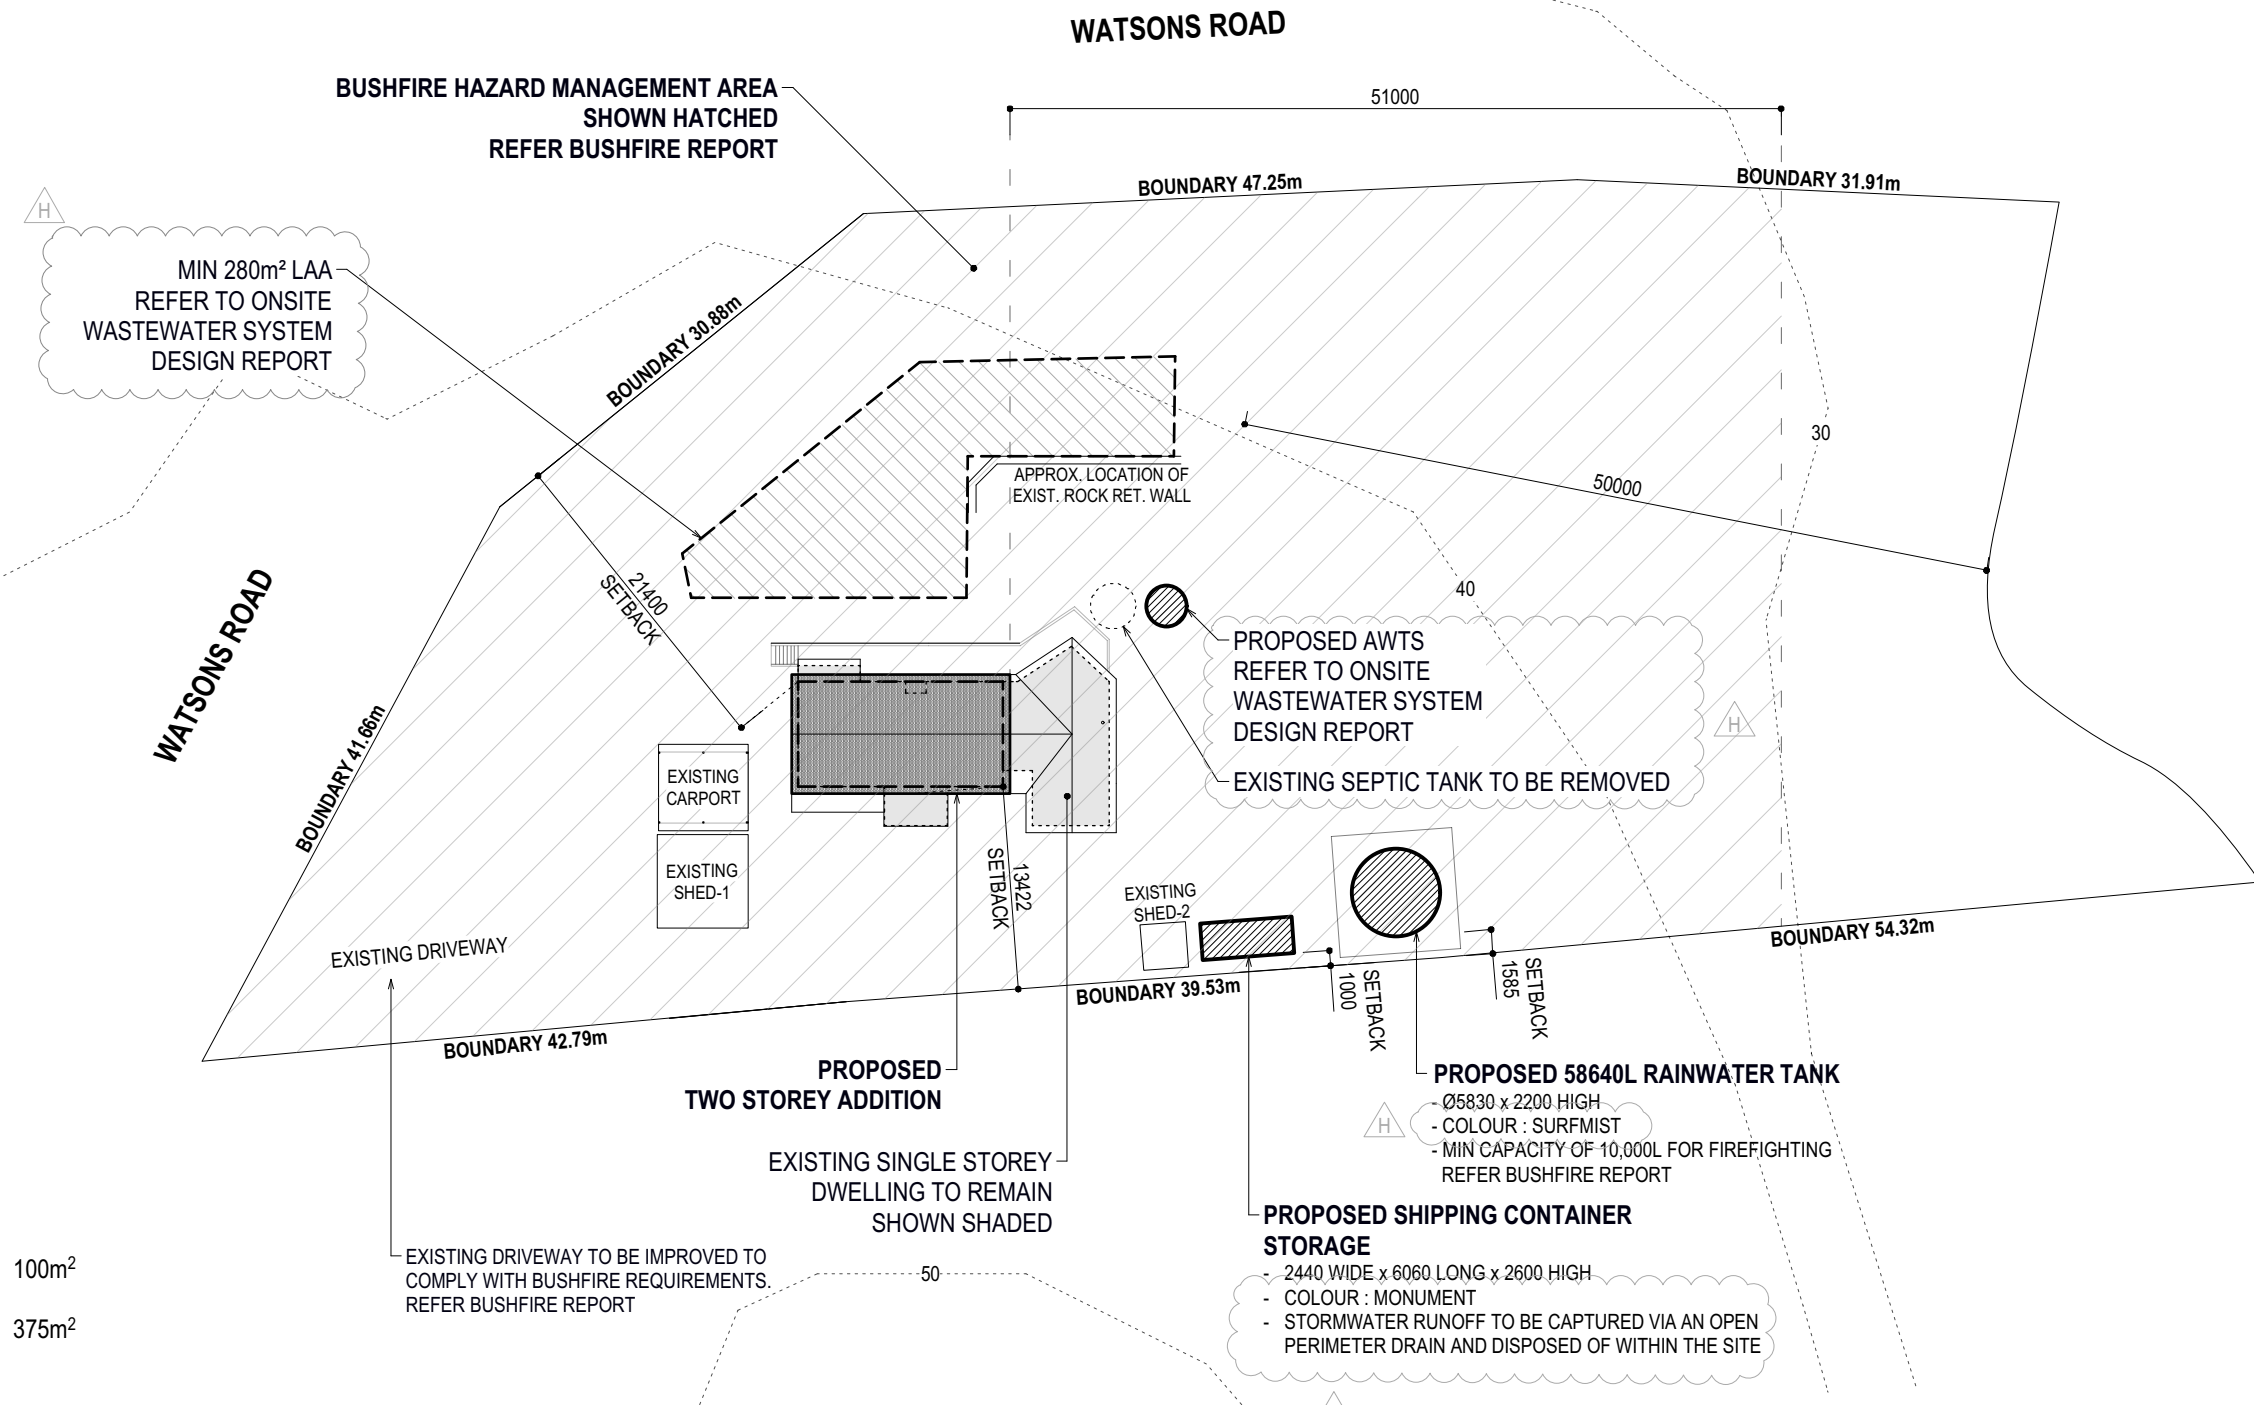 WATSONS ROAD
BUSHFIRE HAZARD MANAGEMENT AREA
SHOWN HATCHED
REFER BUSHFIRE REPORT
51000
BOUNDARY 47.25m
BOUNDARY 31.91m
H
MIN 280m² LAA
REFER TO ONSITE
WASTEWATER SYSTEM
DESIGN REPORT
BOUNDARY 30.88m
30
APPROX. LOCATION OF
EXIST. ROCK RET. WALL
50000
21400
SETBACK
40
WATSONS ROAD
PROPOSED AWTS
REFER TO ONSITE
WASTEWATER SYSTEM
DESIGN REPORT
H
EXISTING SEPTIC TANK TO BE REMOVED
BOUNDARY 41.66m
EXISTING
CARPORT
EXISTING
SHED-1
13422
SETBACK
EXISTING
SHED-2
EXISTING DRIVEWAY
BOUNDARY 54.32m
BOUNDARY 39.53m
1000
SETBACK
1585
SETBACK
BOUNDARY 42.79m
PROPOSED
TWO STOREY ADDITION
PROPOSED 58640L RAINWATER TANK
- Ø5830 x 2200 HIGH
H
- COLOUR : SURFMIST
- MIN CAPACITY OF 10,000L FOR FIREFIGHTING
REFER BUSHFIRE REPORT
EXISTING SINGLE STOREY
DWELLING TO REMAIN
SHOWN SHADED
PROPOSED SHIPPING CONTAINER
STORAGE
- 2440 WIDE x 6060 LONG x 2600 HIGH
- COLOUR : MONUMENT
- STORMWATER RUNOFF TO BE CAPTURED VIA AN OPEN
PERIMETER DRAIN AND DISPOSED OF WITHIN THE SITE
EXISTING DRIVEWAY TO BE IMPROVED TO
COMPLY WITH BUSHFIRE REQUIREMENTS.
REFER BUSHFIRE REPORT
50
100m²
375m²